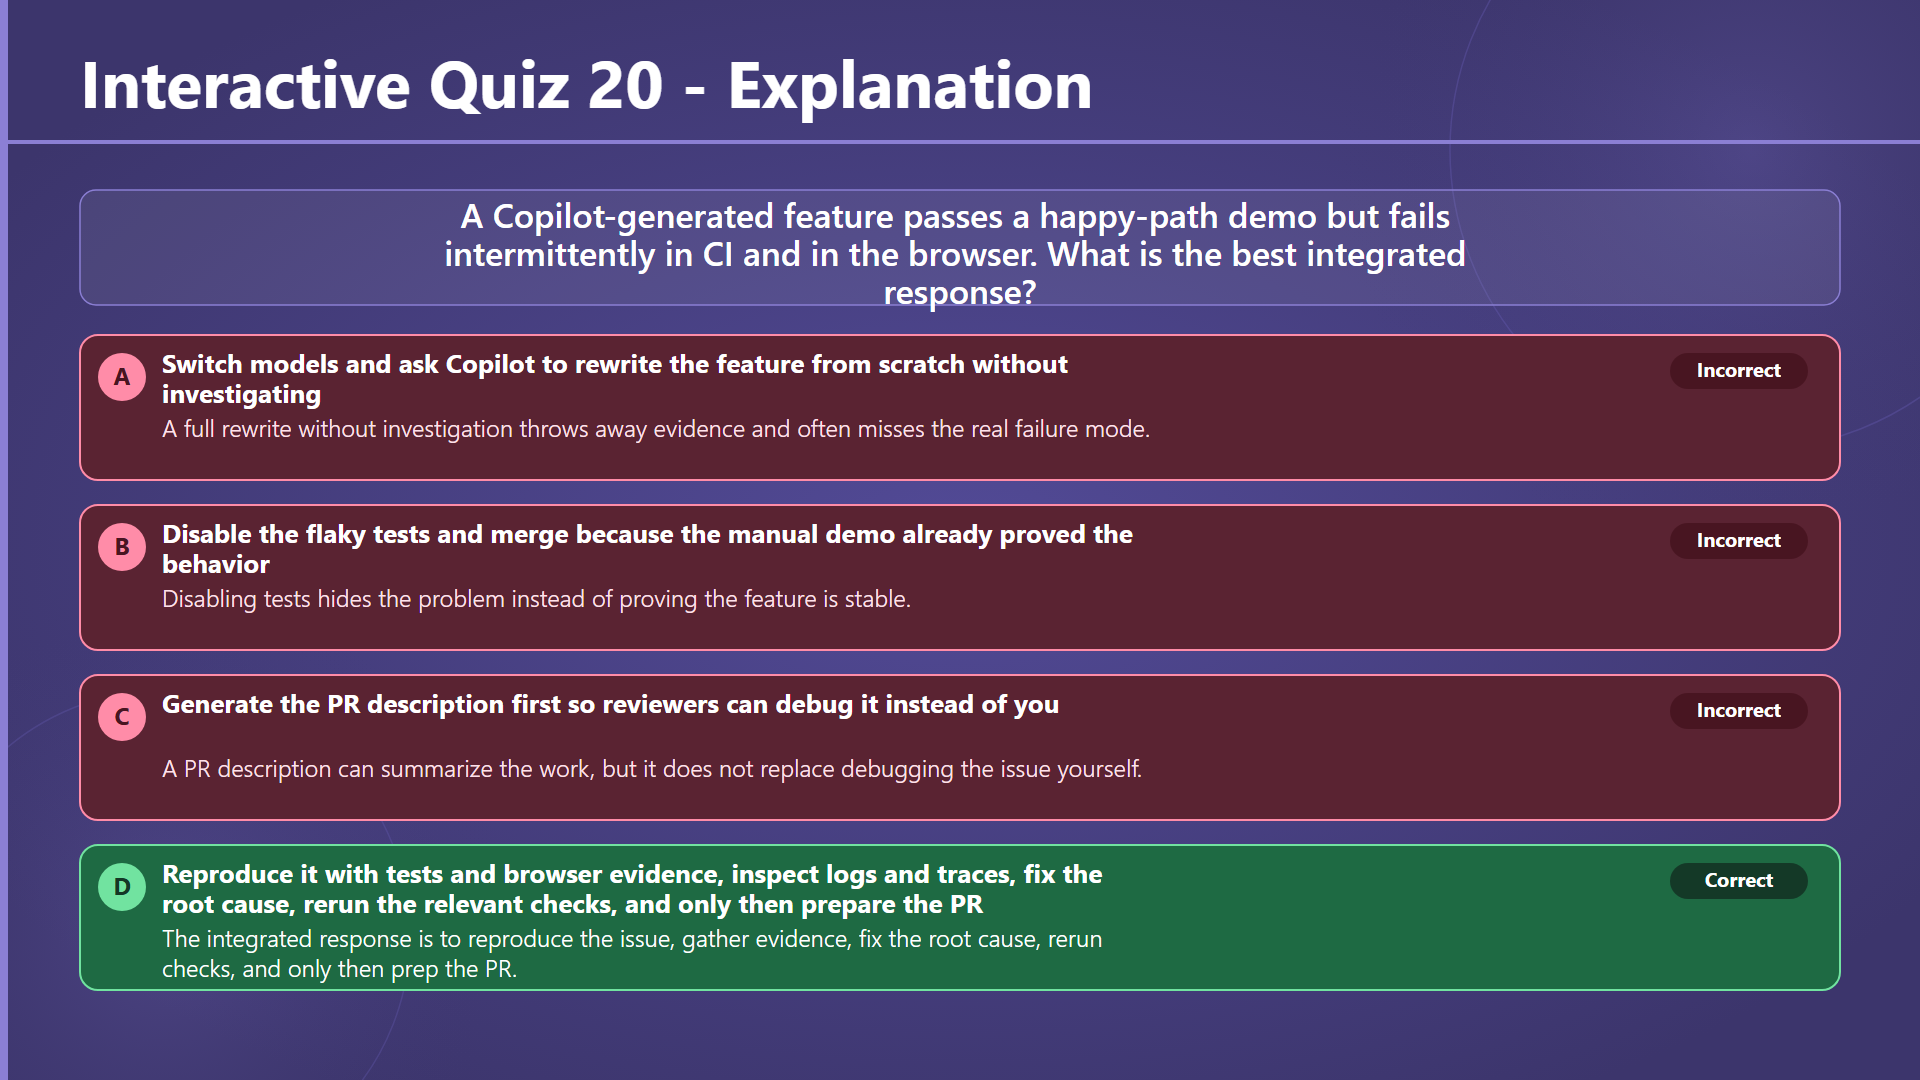 Interactive Quiz 20 - Explanation
A Copilot-generated feature passes a happy-path demo but fails
intermittently in CI and in the browser. What is the best integrated
response?
A
Switch models and ask Copilot to rewrite the feature from scratch without
investigating
Incorrect
A full rewrite without investigation throws away evidence and often misses the real failure mode.
B
Disable the flaky tests and merge because the manual demo already proved the
behavior
Incorrect
Disabling tests hides the problem instead of proving the feature is stable.
C
Generate the PR description first so reviewers can debug it instead of you
Incorrect
A PR description can summarize the work, but it does not replace debugging the issue yourself.
D
Reproduce it with tests and browser evidence, inspect logs and traces, fix the
root cause, rerun the relevant checks, and only then prepare the PR
Correct
The integrated response is to reproduce the issue, gather evidence, fix the root cause, rerun
checks, and only then prep the PR.